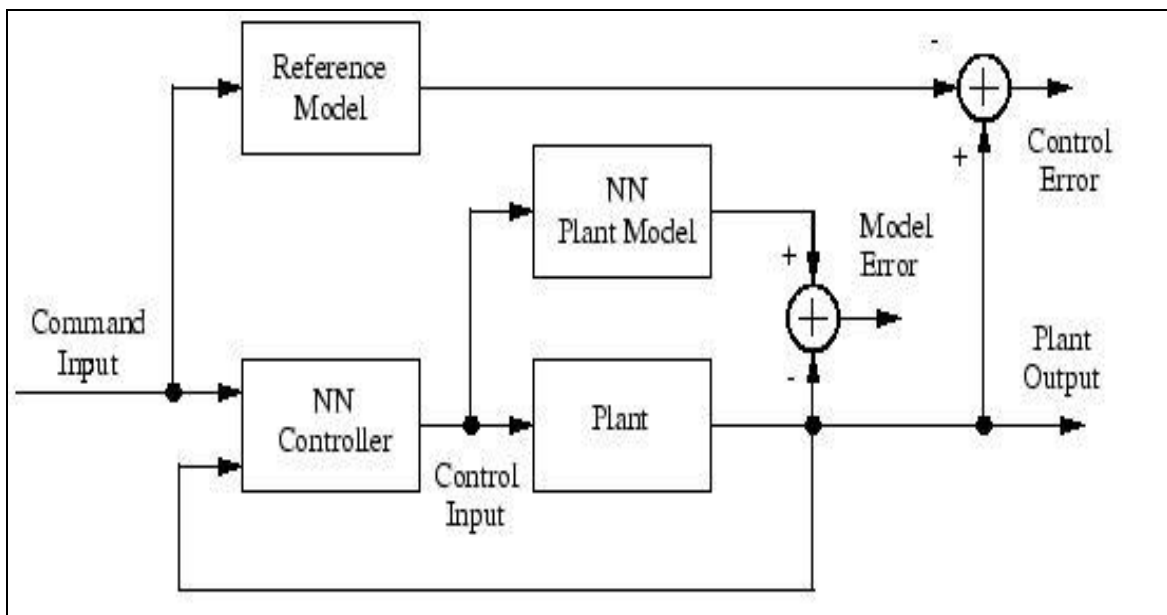 Reference
Model
-
+
+
Control
Error
NN
Plant Model
Model
Error
+
+
-
Command
Input
NN
Controller
Control
Input
Plant
Plant
Output